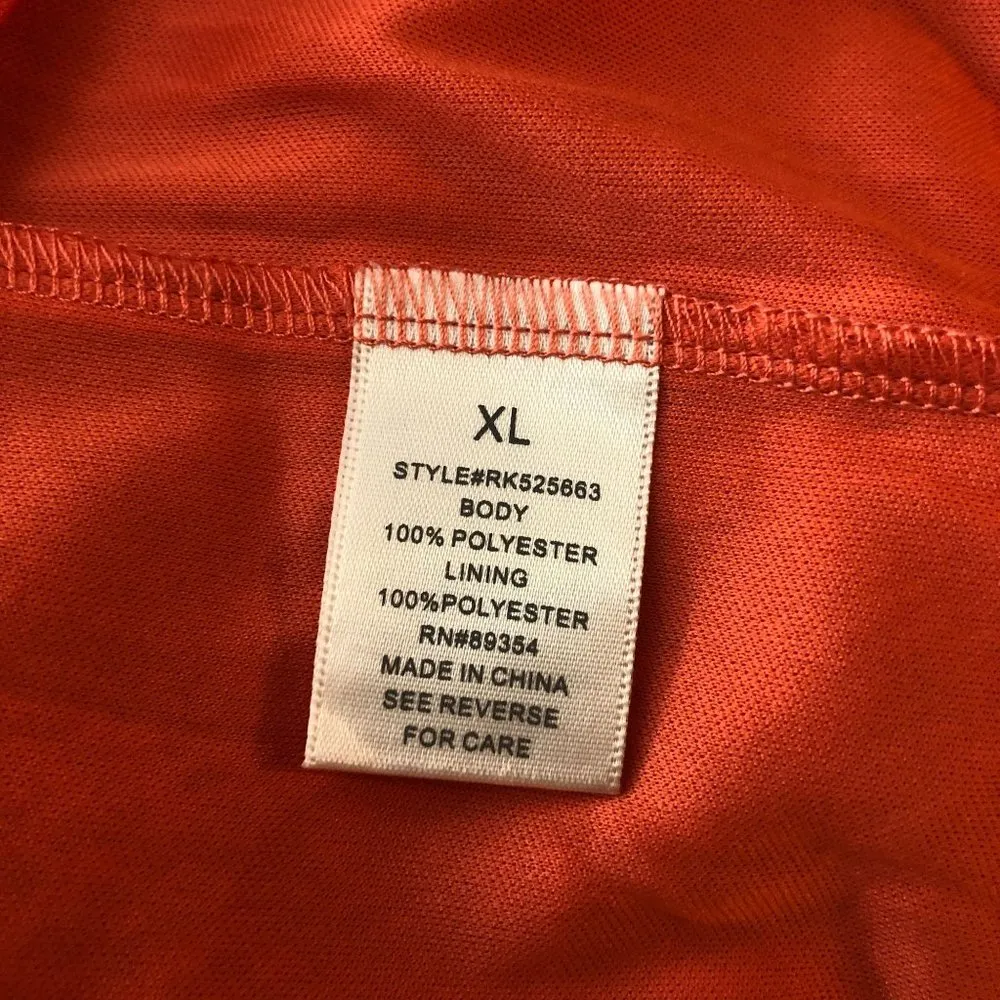 XL
STYLE#RK525663
BODY
100% POLYESTER
LINING
100%POLYESTER
RN#89354
MADE IN CHINA
SEE REVERSE
FOR CARE